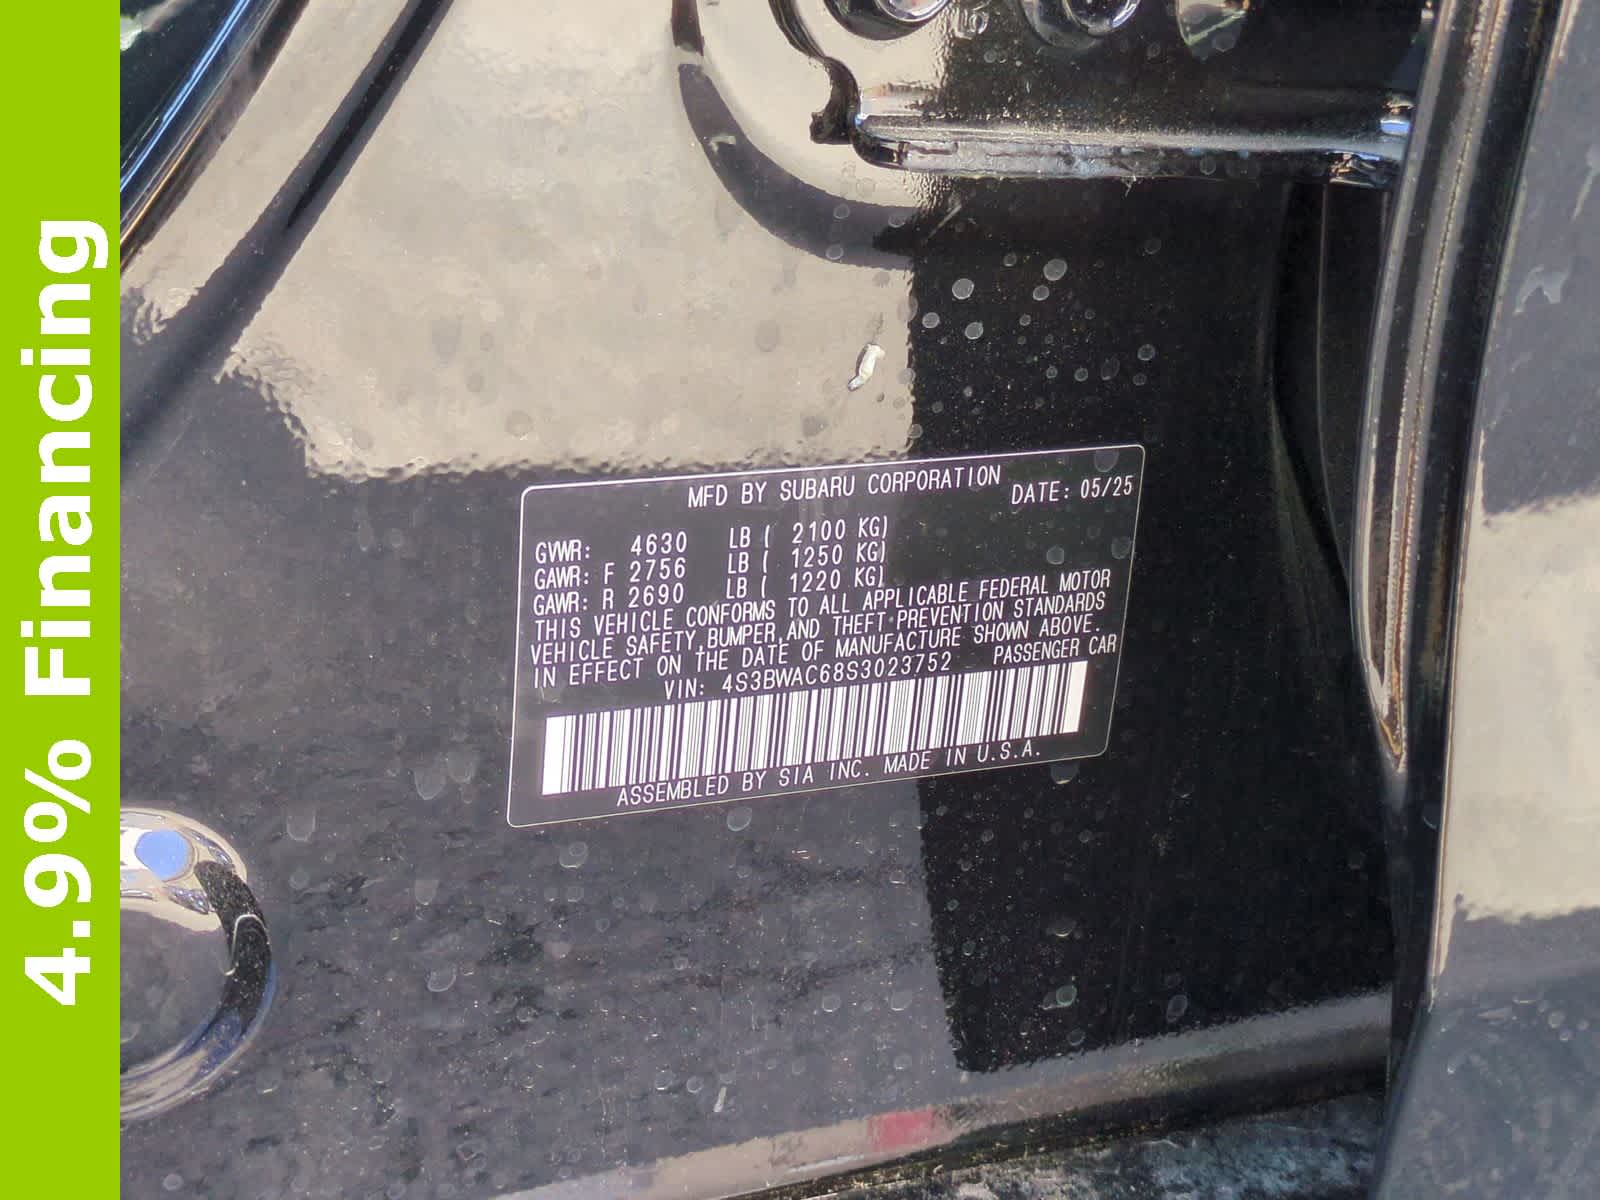 4.9% Financing
MFD BY SUBARU CORPORATION
DATE: 05/25
GVWR: 4630 LB ( 2100 KG)
GAWR: F 2756 LB ( 1250 KG)
GAWR: R 2690 LB ( 1220 KG)
THIS VEHICLE CONFORMS TO ALL APPLICABLE FEDERAL MOTOR
VEHICLE SAFETY, BUMPER, AND THEFT PREVENTION STANDARDS
IN EFFECT ON THE DATE OF MANUFACTURE SHOWN ABOVE.
VIN: 4S3BWAC68S3023752 PASSENGER CAR
ASSEMBLED BY SIA INC. MADE IN U.S.A.